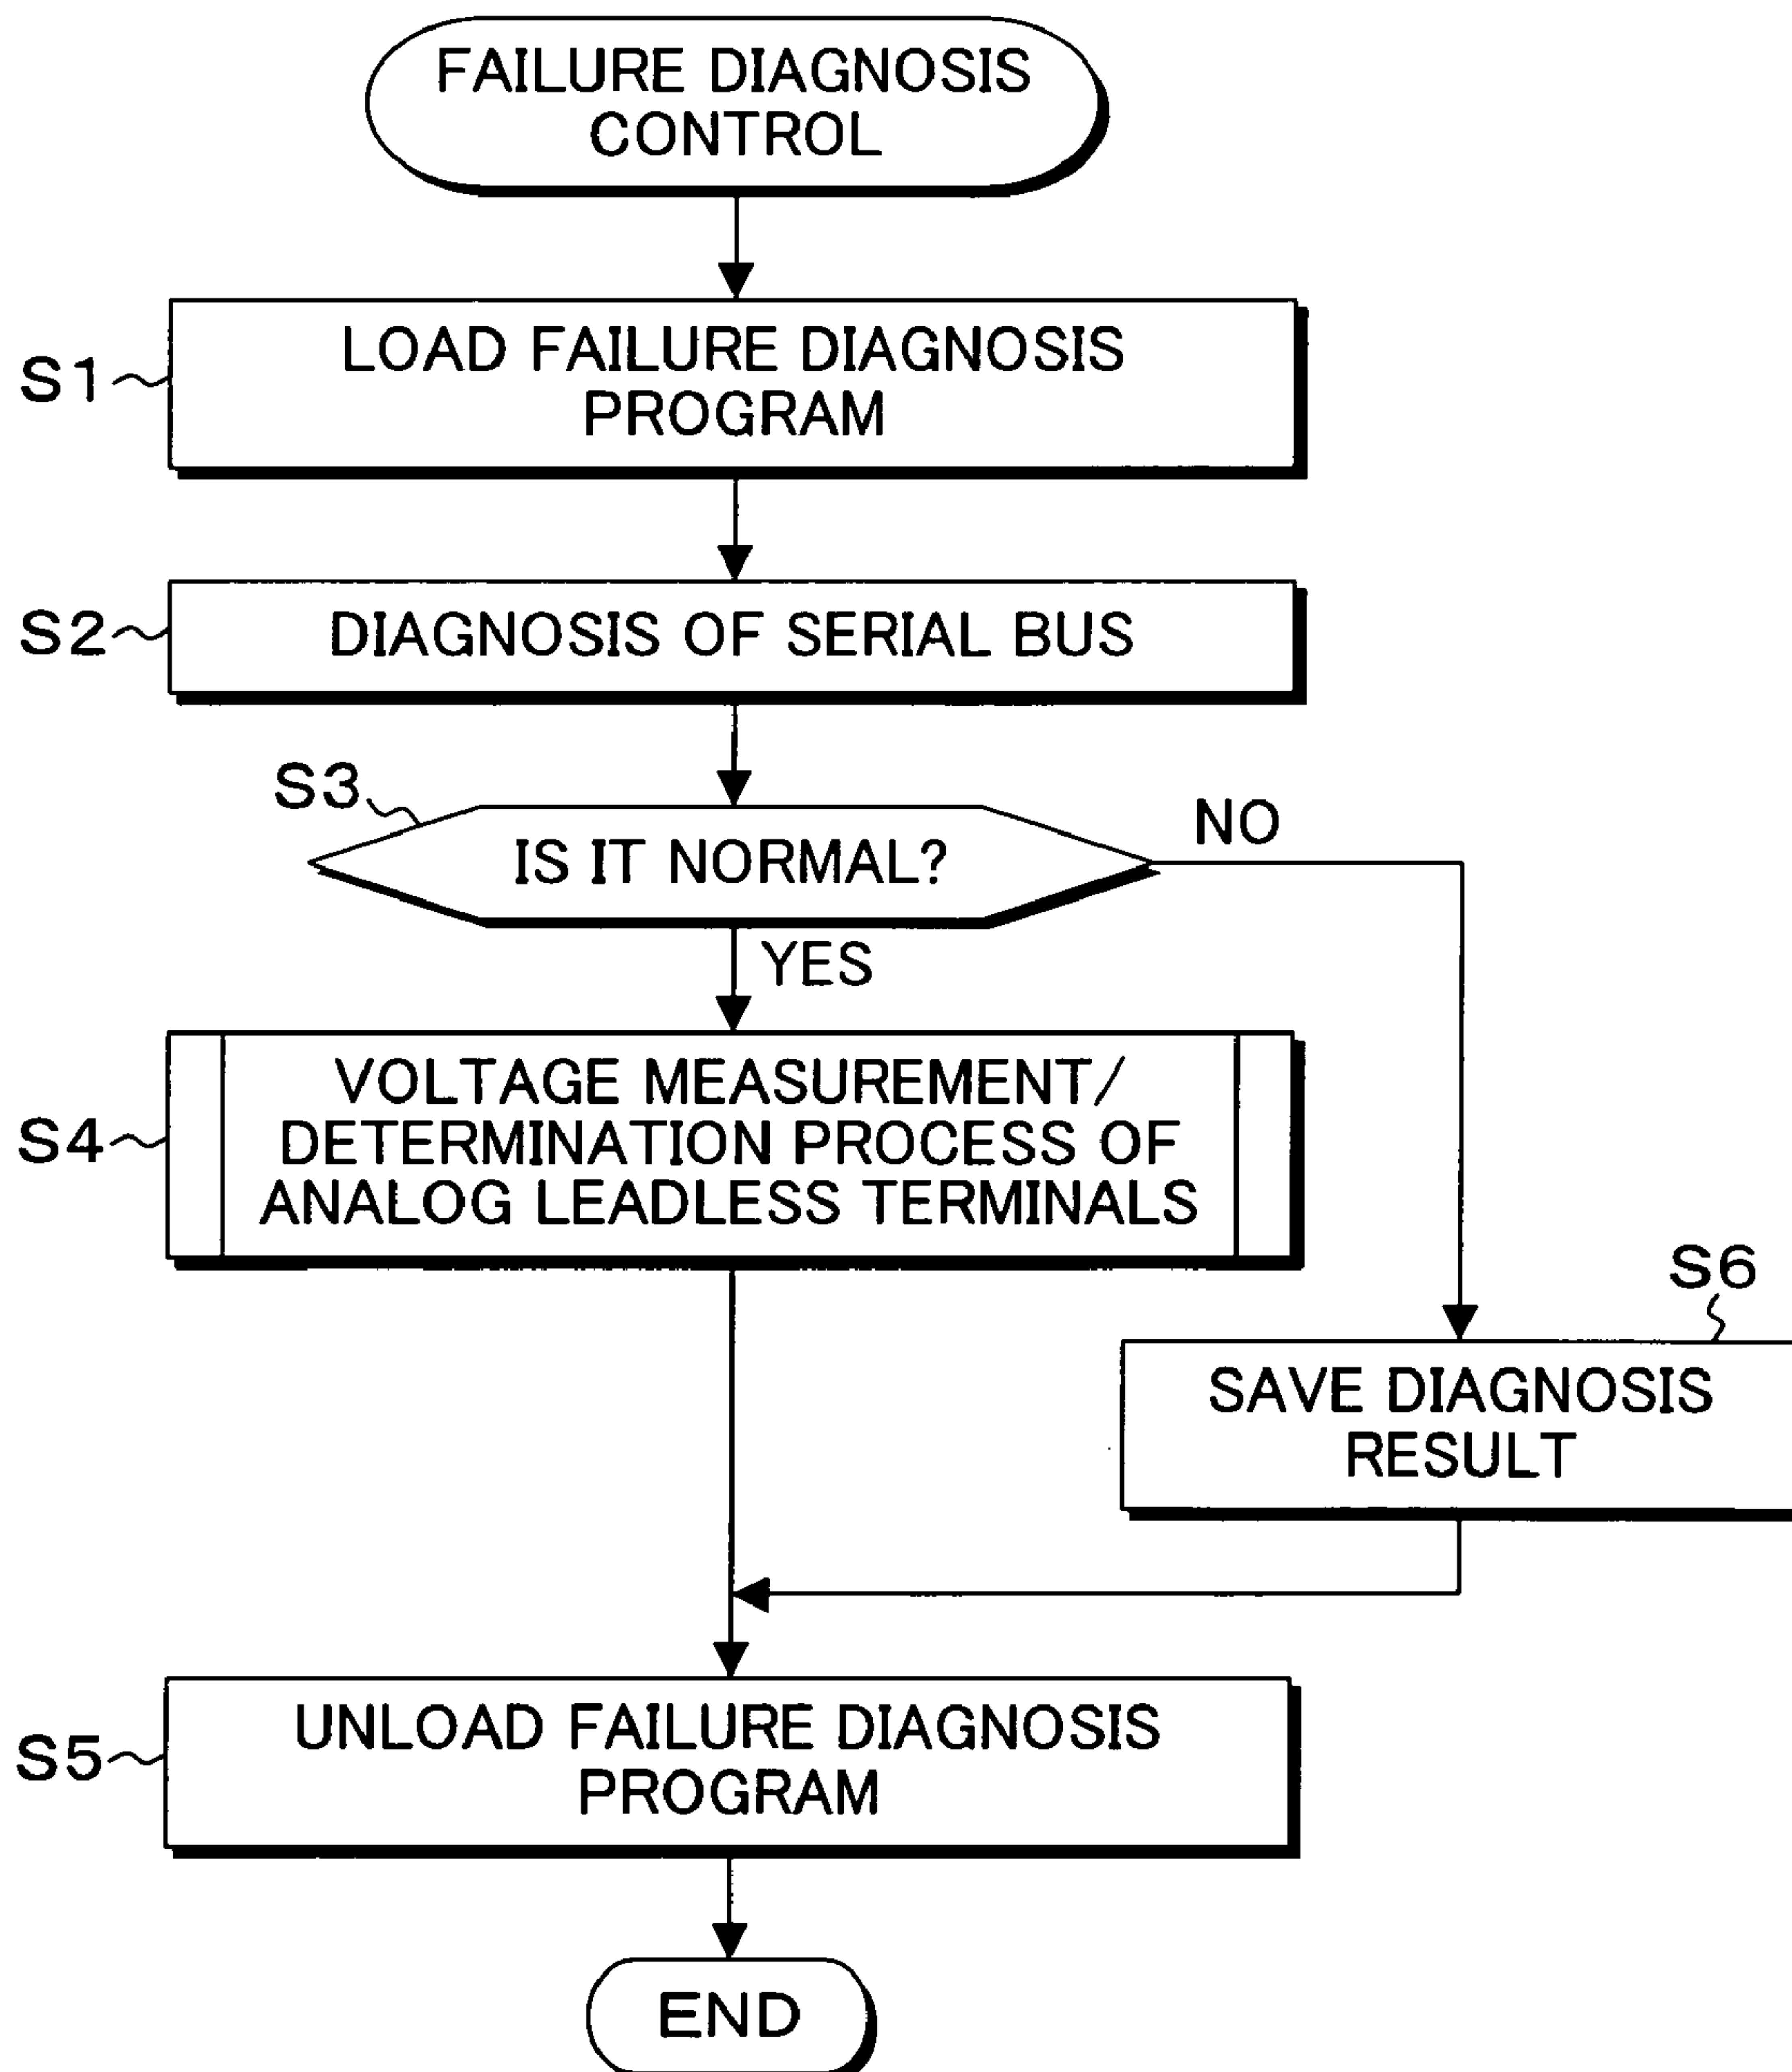 FAILURE DIAGNOSIS
CONTROL
S1
LOAD FAILURE DIAGNOSIS
PROGRAM
S2
DIAGNOSIS OF SERIAL BUS
S3
IS IT NORMAL?
NO
YES
S4
VOLTAGE MEASUREMENT/
DETERMINATION PROCESS OF
ANALOG LEADLESS TERMINALS
S6
SAVE DIAGNOSIS
RESULT
S5
UNLOAD FAILURE DIAGNOSIS
PROGRAM
END